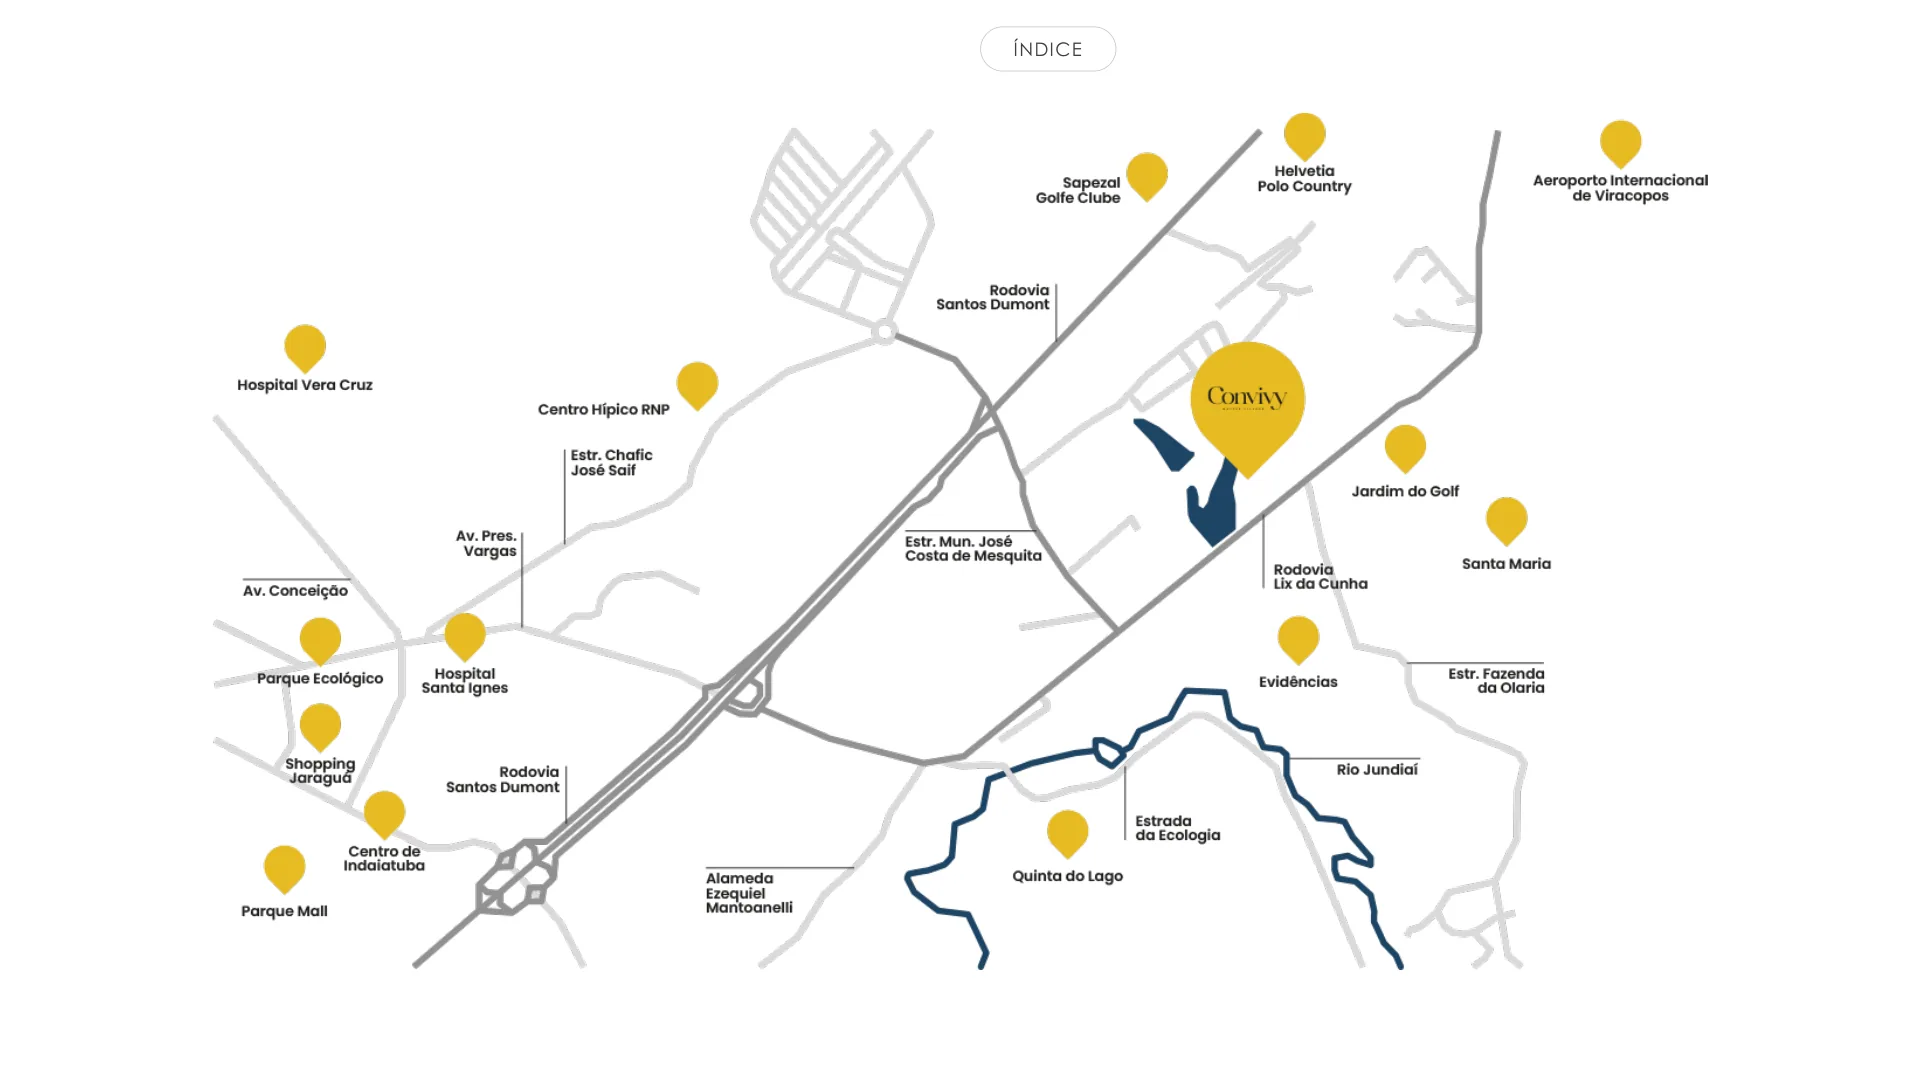 ÍNDICE
Helvetia
Polo Country
Aeroporto Internacional
de Viracopos
Sapezal
Golfe Clube
Rodovia
Santos Dumont
Hospital Vera Cruz
Centro Hípico RNP
Convivy
Estr. Chafic
José Saif
Jardim do Golf
Av. Pres.
Vargas
Estr. Mun. José
Costa de Mesquita
Santa Maria
Rodovia
Lix da Cunha
Av. Conceição
Parque Ecológico
Hospital
Santa Ignes
Evidências
Estr. Fazenda
da Olaria
Shopping
Jaraguá
Rodovia
Santos Dumont
Rio Jundiaí
Estrada
da Ecologia
Centro de
Indaiatuba
Quinta do Lago
Alameda
Ezequiel
Mantoanelli
Parque Mall